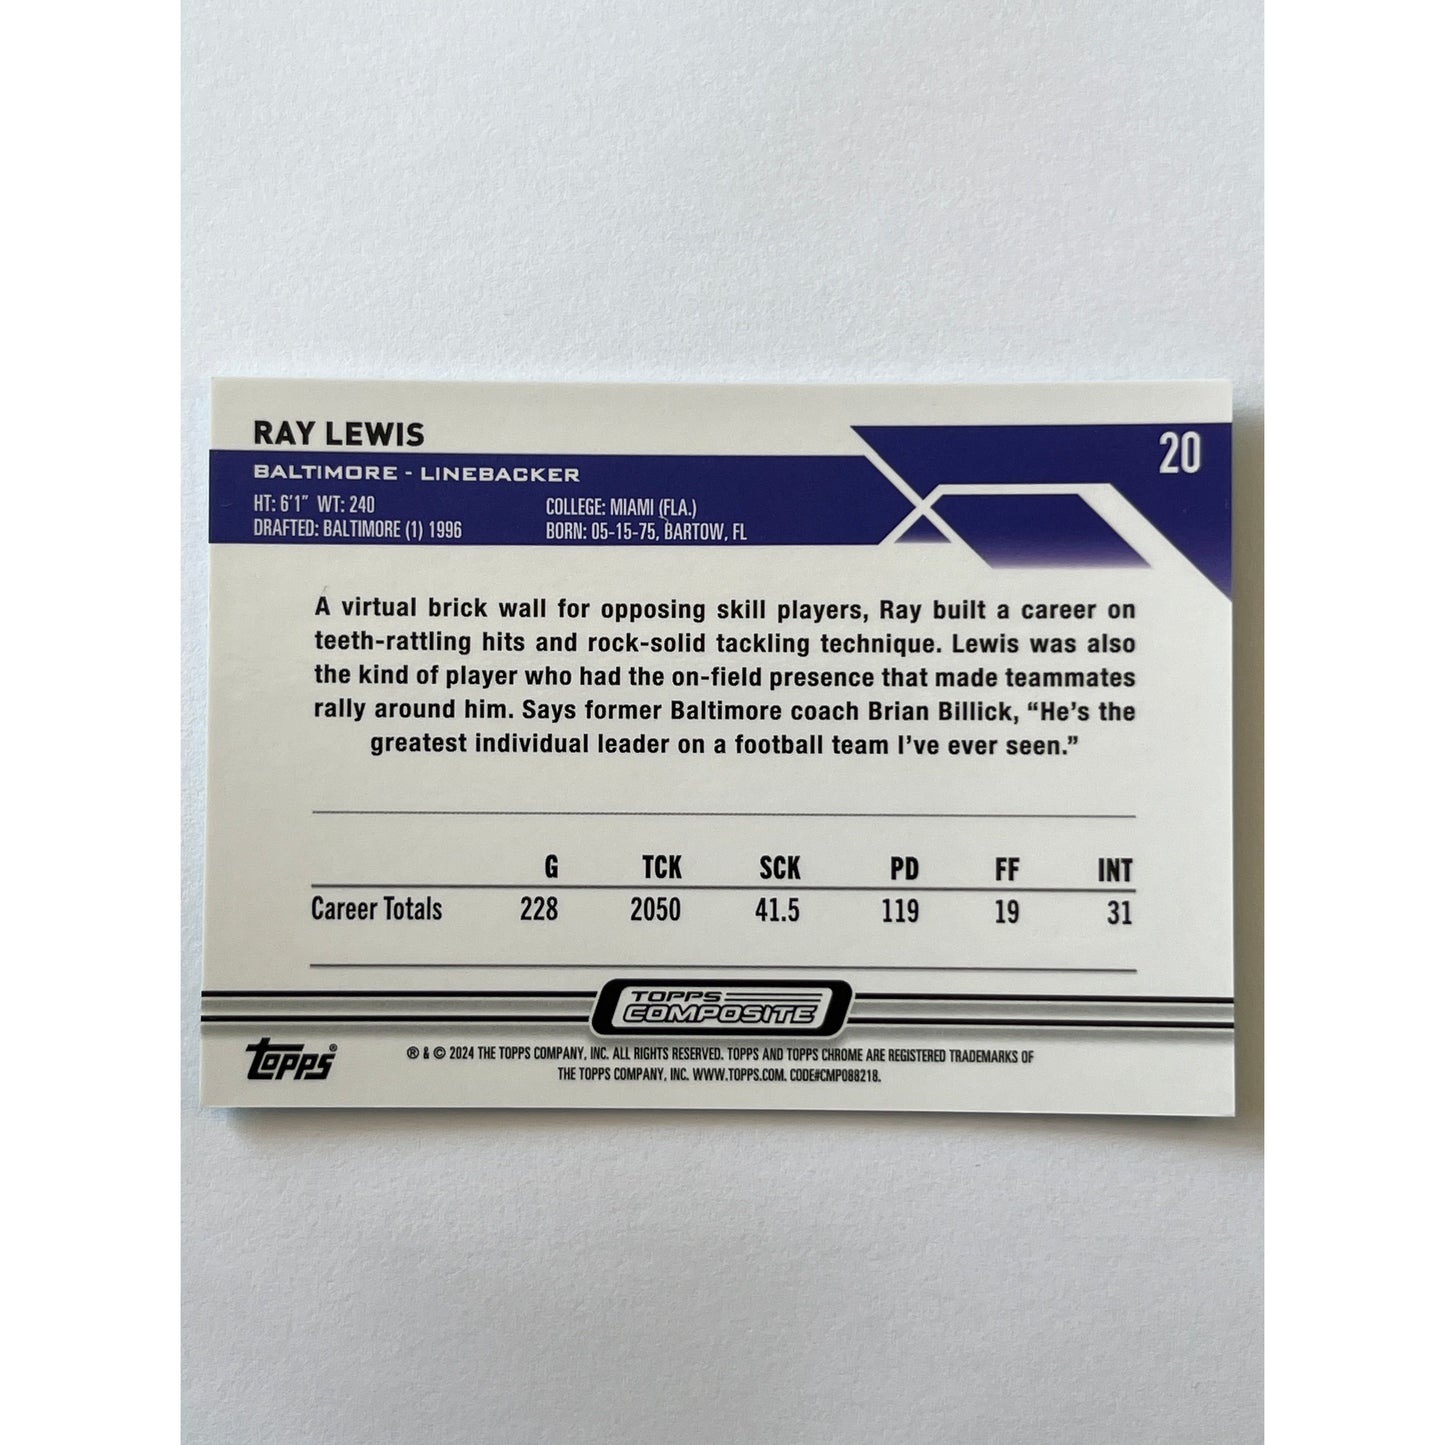 RAY LEWIS
20
BALTIMORE - LINEBACKER
HT: 6'1" WT: 240
COLLEGE: MIAMI (FLA.)
DRAFTED: BALTIMORE (1) 1996
BORN: 05-15-75, BARTOW, FL
A virtual brick wall for opposing skill players, Ray built a career on
teeth-rattling hits and rock-solid tackling technique. Lewis was also
the kind of player who had the on-field presence that made teammates
rally around him. Says former Baltimore coach Brian Billick, “He’s the
greatest individual leader on a football team I’ve ever seen.”
G TCK SCK PD FF INT
Career Totals 228 2050 41.5 119 19 31
TOPPS
COMPOSITE
Topps®
® & © 2024 THE TOPPS COMPANY, INC. ALL RIGHTS RESERVED. TOPPS AND TOPPS CHROME ARE REGISTERED TRADEMARKS OF
THE TOPPS COMPANY, INC. WWW.TOPPS.COM. CODE#CMP088218.